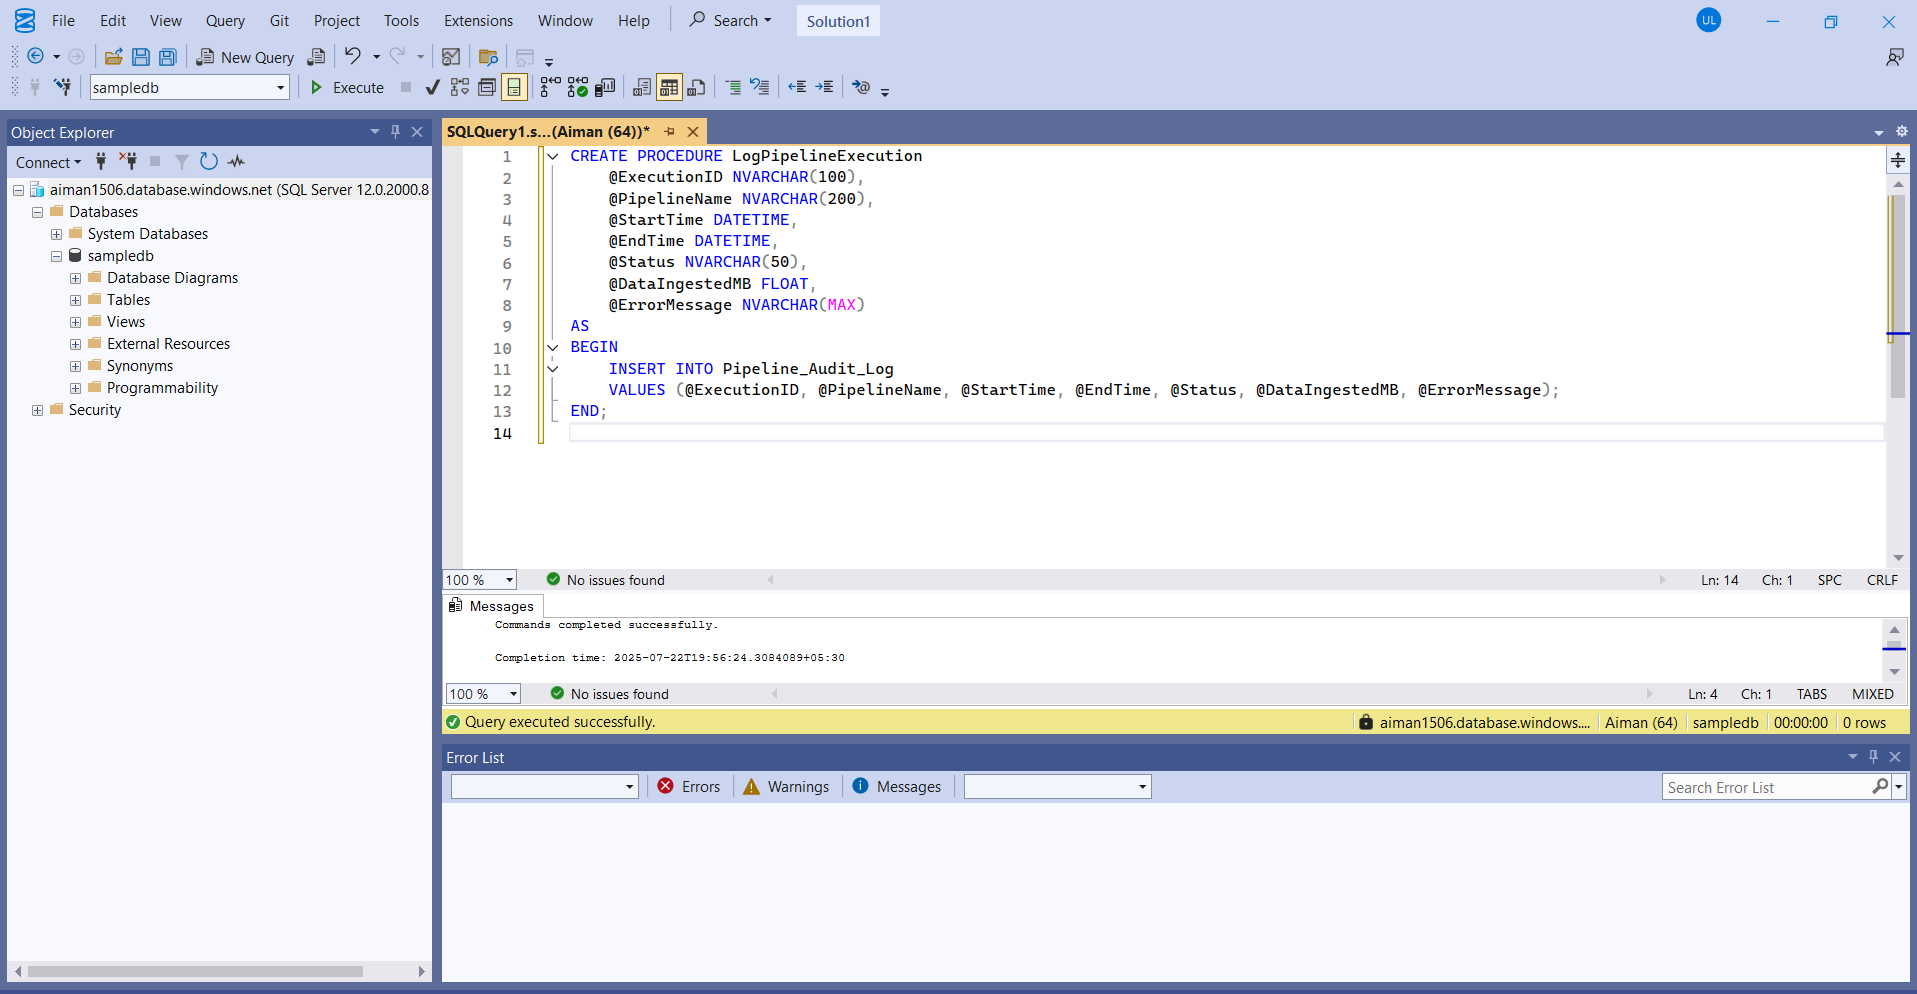 File Edit View Query Git Project Tools Extensions Window Help Search Solution1 UL
New Query
sampledb Execute
Object Explorer
Connect
aiman1506.database.windows.net (SQL Server 12.0.2000.8
Databases
System Databases
sampledb
Database Diagrams
Tables
Views
External Resources
Synonyms
Programmability
Security
SQLQuery1.s...(Aiman (64))*
1 CREATE PROCEDURE LogPipelineExecution
2 @ExecutionID NVARCHAR(100),
3 @PipelineName NVARCHAR(200),
4 @StartTime DATETIME,
5 @EndTime DATETIME,
6 @Status NVARCHAR(50),
7 @DataIngestedMB FLOAT,
8 @ErrorMessage NVARCHAR(MAX)
9 AS
10 BEGIN
11 INSERT INTO Pipeline_Audit_Log
12 VALUES (@ExecutionID, @PipelineName, @StartTime, @EndTime, @Status, @DataIngestedMB, @ErrorMessage);
13 END;
14
100 % No issues found Ln: 14 Ch: 1 SPC CRLF
Messages
Commands completed successfully.
Completion time: 2025-07-22T19:56:24.3084089+05:30
100 % No issues found Ln: 4 Ch: 1 TABS MIXED
Query executed successfully. aiman1506.database.windows.... Aiman (64) sampledb 00:00:00 0 rows
Error List
Errors Warnings Messages Search Error List